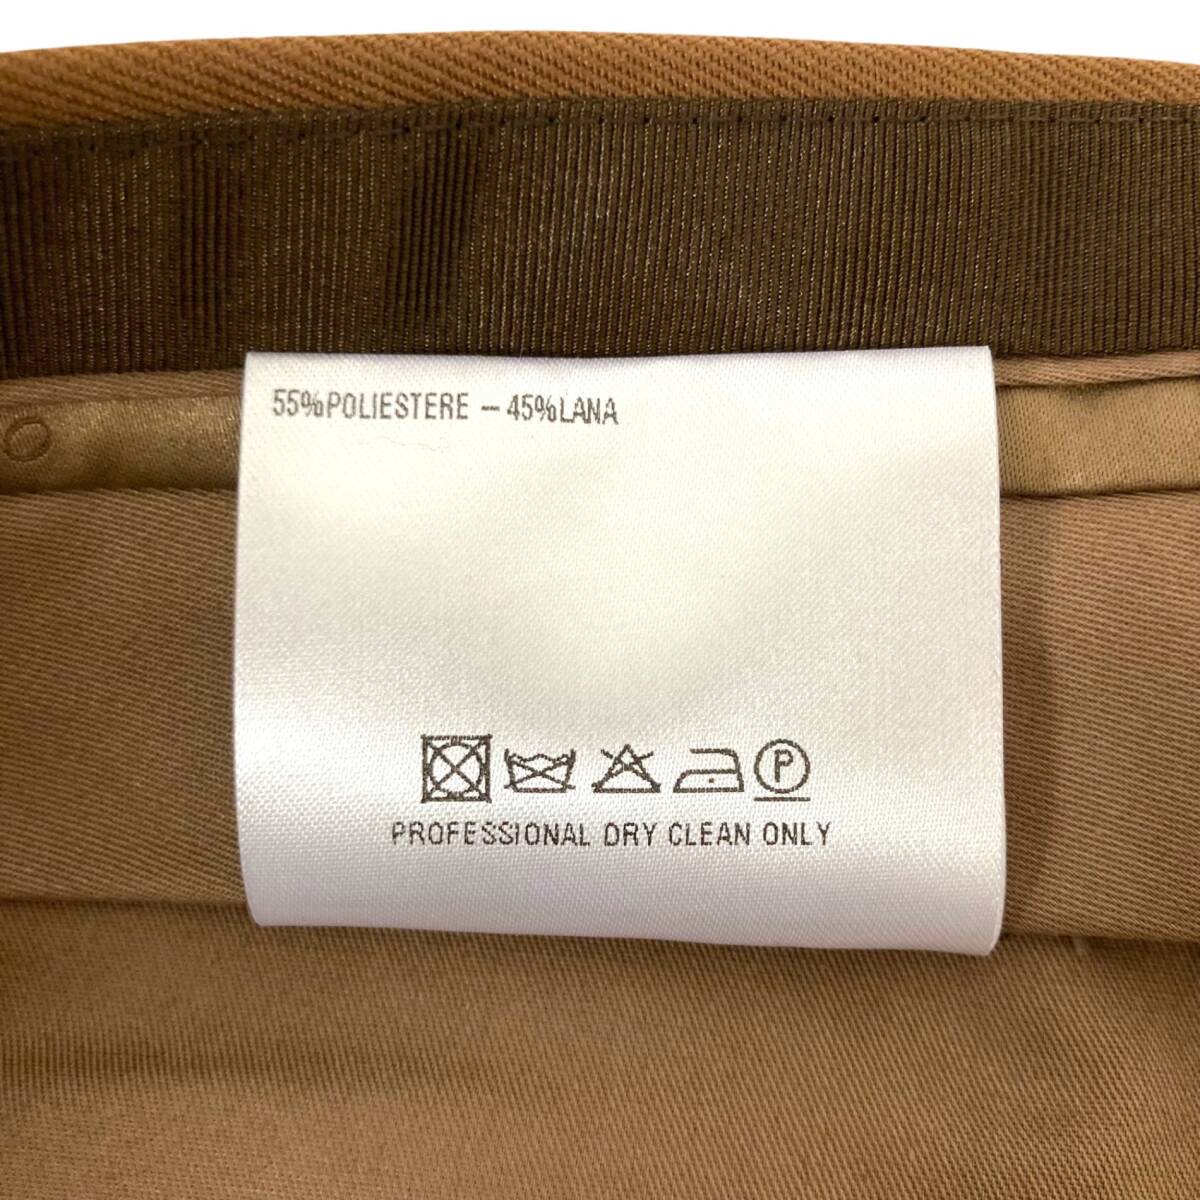 55%POLIESTERE – 45%LANA
P
PROFESSIONAL DRY CLEAN ONLY